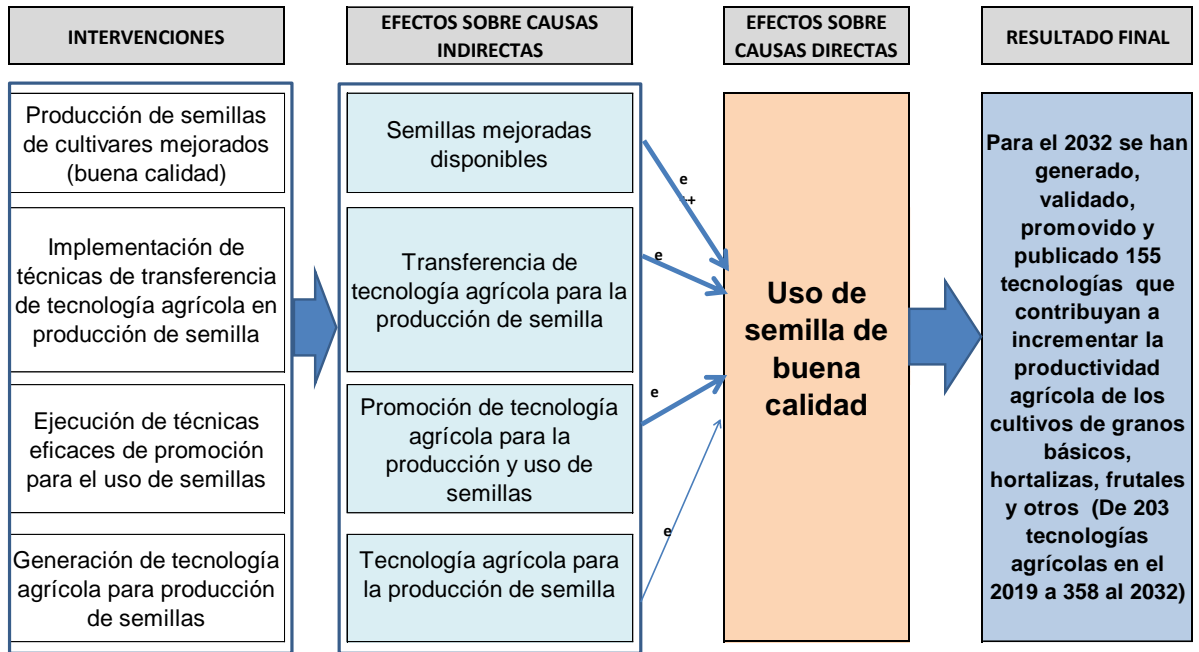 INTERVENCIONES
EFECTOS SOBRE CAUSAS
INDIRECTAS
EFECTOS SOBRE
CAUSAS DIRECTAS
RESULTADO FINAL
Producción de semillas
de cultivares mejorados
(buena calidad)
Implementación de
técnicas de transferencia
de tecnología agrícola en
producción de semilla
Ejecución de técnicas
eficaces de promoción
para el uso de semillas
Generación de tecnología
agrícola para producción
de semillas
Semillas mejoradas
disponibles
Transferencia de
tecnología agrícola para la
producción de semilla
Promoción de tecnología
agrícola para la
producción y uso de
semillas
Tecnología agrícola para
la producción de semilla
e
++
e
e
e
Uso de
semilla de
buena
calidad
Para el 2032 se han
generado,
validado,
promovido y
publicado 155
tecnologías que
contribuyan a
incrementar la
productividad
agrícola de los
cultivos de granos
básicos,
hortalizas, frutales
y otros (De 203
tecnologías
agrícolas en el
2019 a 358 al 2032)